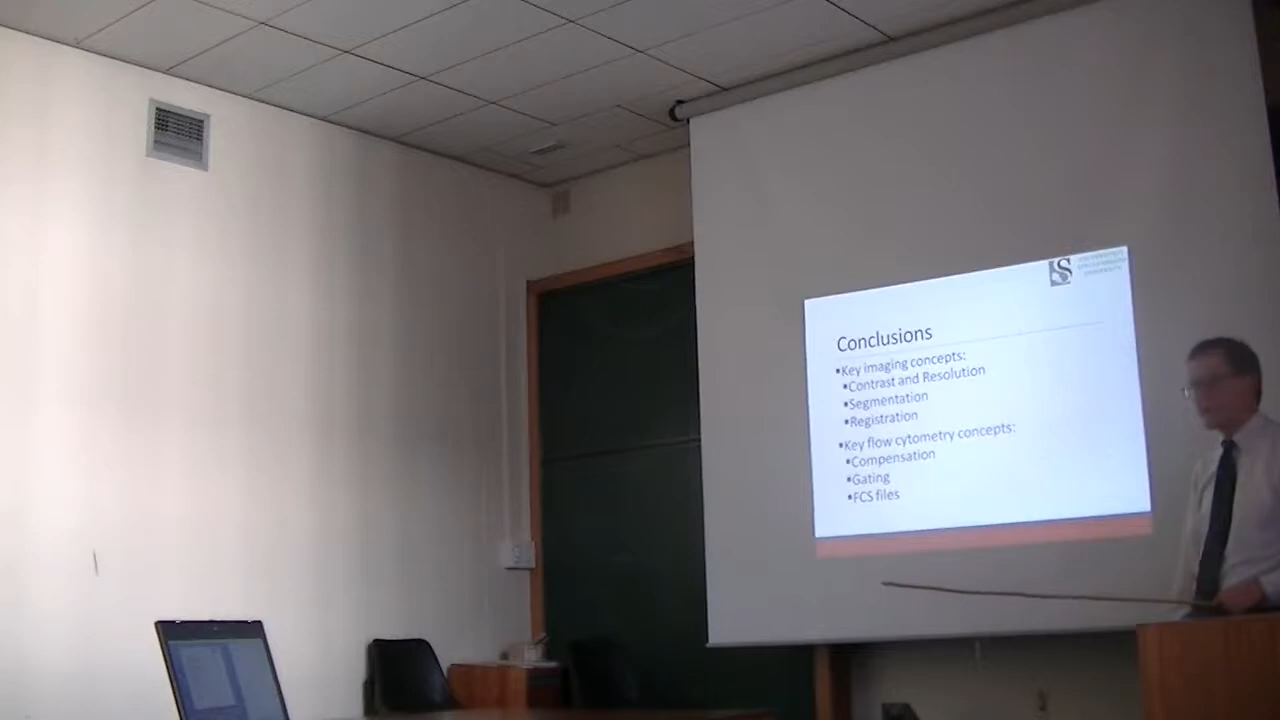 S
Conclusions
▪Key imaging concepts:
▪Contrast and Resolution
▪Segmentation
▪Registration
▪Key flow cytometry concepts:
▪Compensation
▪Gating
▪FCS files